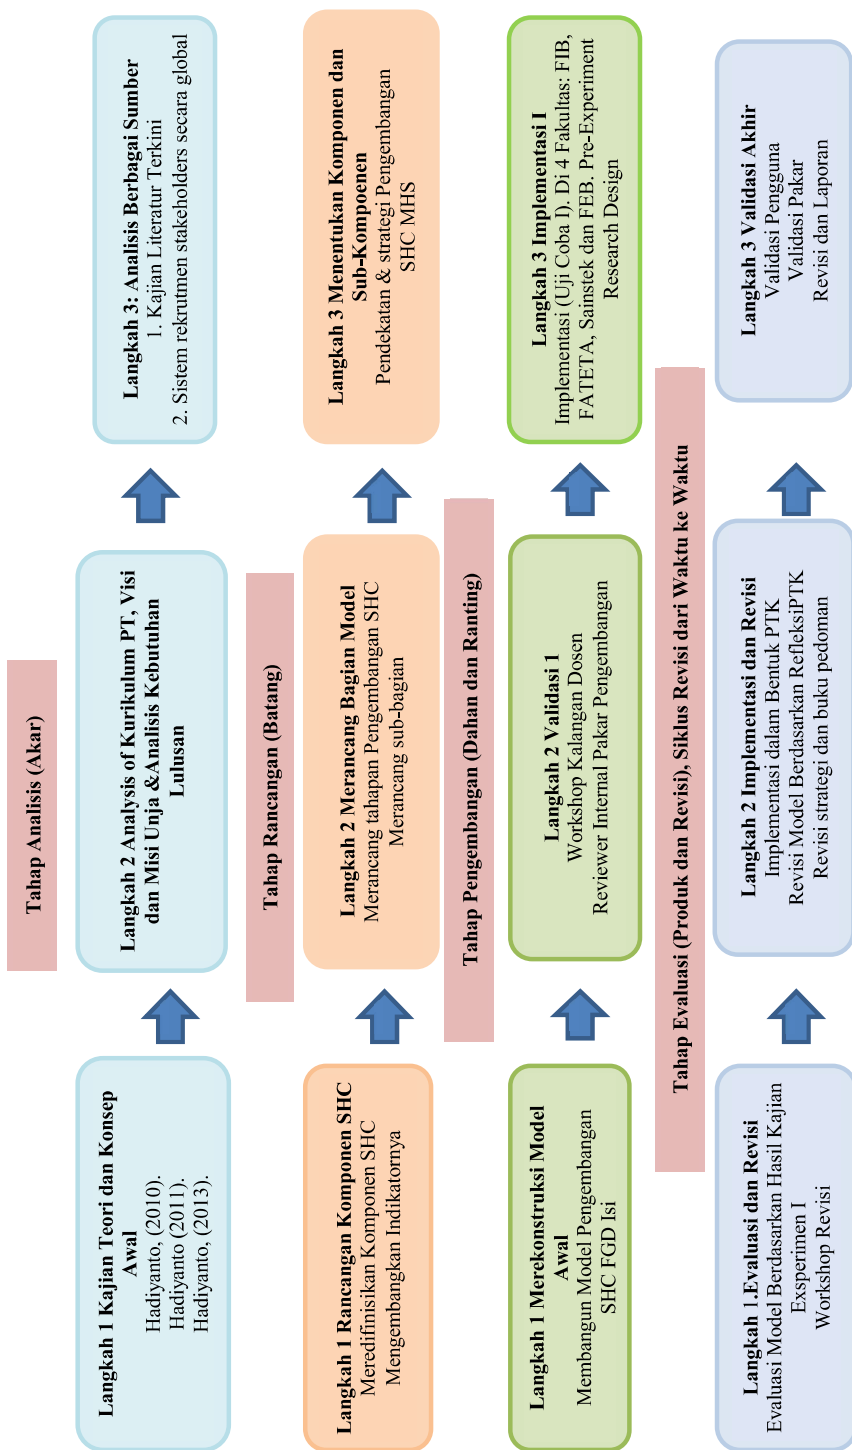 Tahap Analisis (Akar)
Langkah 1 Kajian Teori dan Konsep
Awal
Hadiyanto, (2010).
Hadiyanto (2011).
Hadiyanto, (2013).
Langkah 2 Analysis of Kurikulum PT, Visi
dan Misi Unja &Analisis Kebutuhan
Lulusan
Langkah 3: Analisis Berbagai Sumber
1. Kajian Literatur Terkini
2. Sistem rekrutmen stakeholders secara global
Tahap Rancangan (Batang)
Langkah 1 Rancangan Komponen SHC
Meredifinisikan Komponen SHC
Mengembangkan Indikatornya
Langkah 2 Merancang Bagian Model
Merancang tahapan Pengembangan SHC
Merancang sub-bagian
Langkah 3 Menentukan Komponen dan
Sub-Kompoenen
Pendekatan & strategi Pengembangan
SHC MHS
Tahap Pengembangan (Dahan dan Ranting)
Langkah 1 Merekonstruksi Model
Awal
Membangun Model Pengembangan
SHC FGD Isi
Langkah 2 Validasi 1
Workshop Kalangan Dosen
Reviewer Internal Pakar Pengembangan
Langkah 3 Implementasi I
Implementasi (Uji Coba I). Di 4 Fakultas: FIB,
FATETA, Sainstek dan FEB. Pre-Experiment
Research Design
Tahap Evaluasi (Produk dan Revisi), Siklus Revisi dari Waktu ke Waktu
Langkah 1.Evaluasi dan Revisi
Evaluasi Model Berdasarkan Hasil Kajian
Exsperimen I
Workshop Revisi
Langkah 2 Implementasi dan Revisi
Implementasi dalam Bentuk PTK
Revisi Model Berdasarkan RefleksiPTK
Revisi strategi dan buku pedoman
Langkah 3 Validasi Akhir
Validasi Pengguna
Validasi Pakar
Revisi dan Laporan